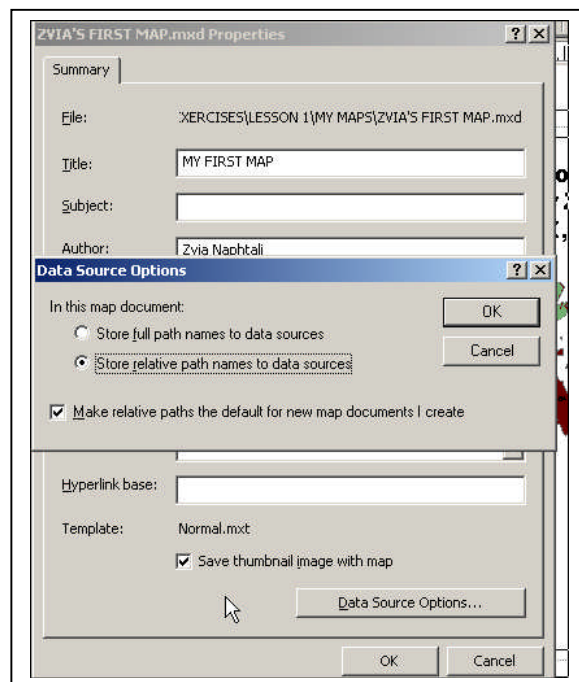 ZVIA'S FIRST MAP.mxd Properties
Summary
File: XERCISES\LESSON 1\MY MAPS\ZVIA'S FIRST MAP.mxd
Title: MY FIRST MAP
Subject:
Author: Zvia Naphtali
Data Source Options
In this map document:
Store full path names to data sources
OK
Store relative path names to data sources
Cancel
Make relative paths the default for new map documents I create
Hyperlink base:
Template: Normal.mxt
Save thumbnail image with map
Data Source Options...
OK Cancel